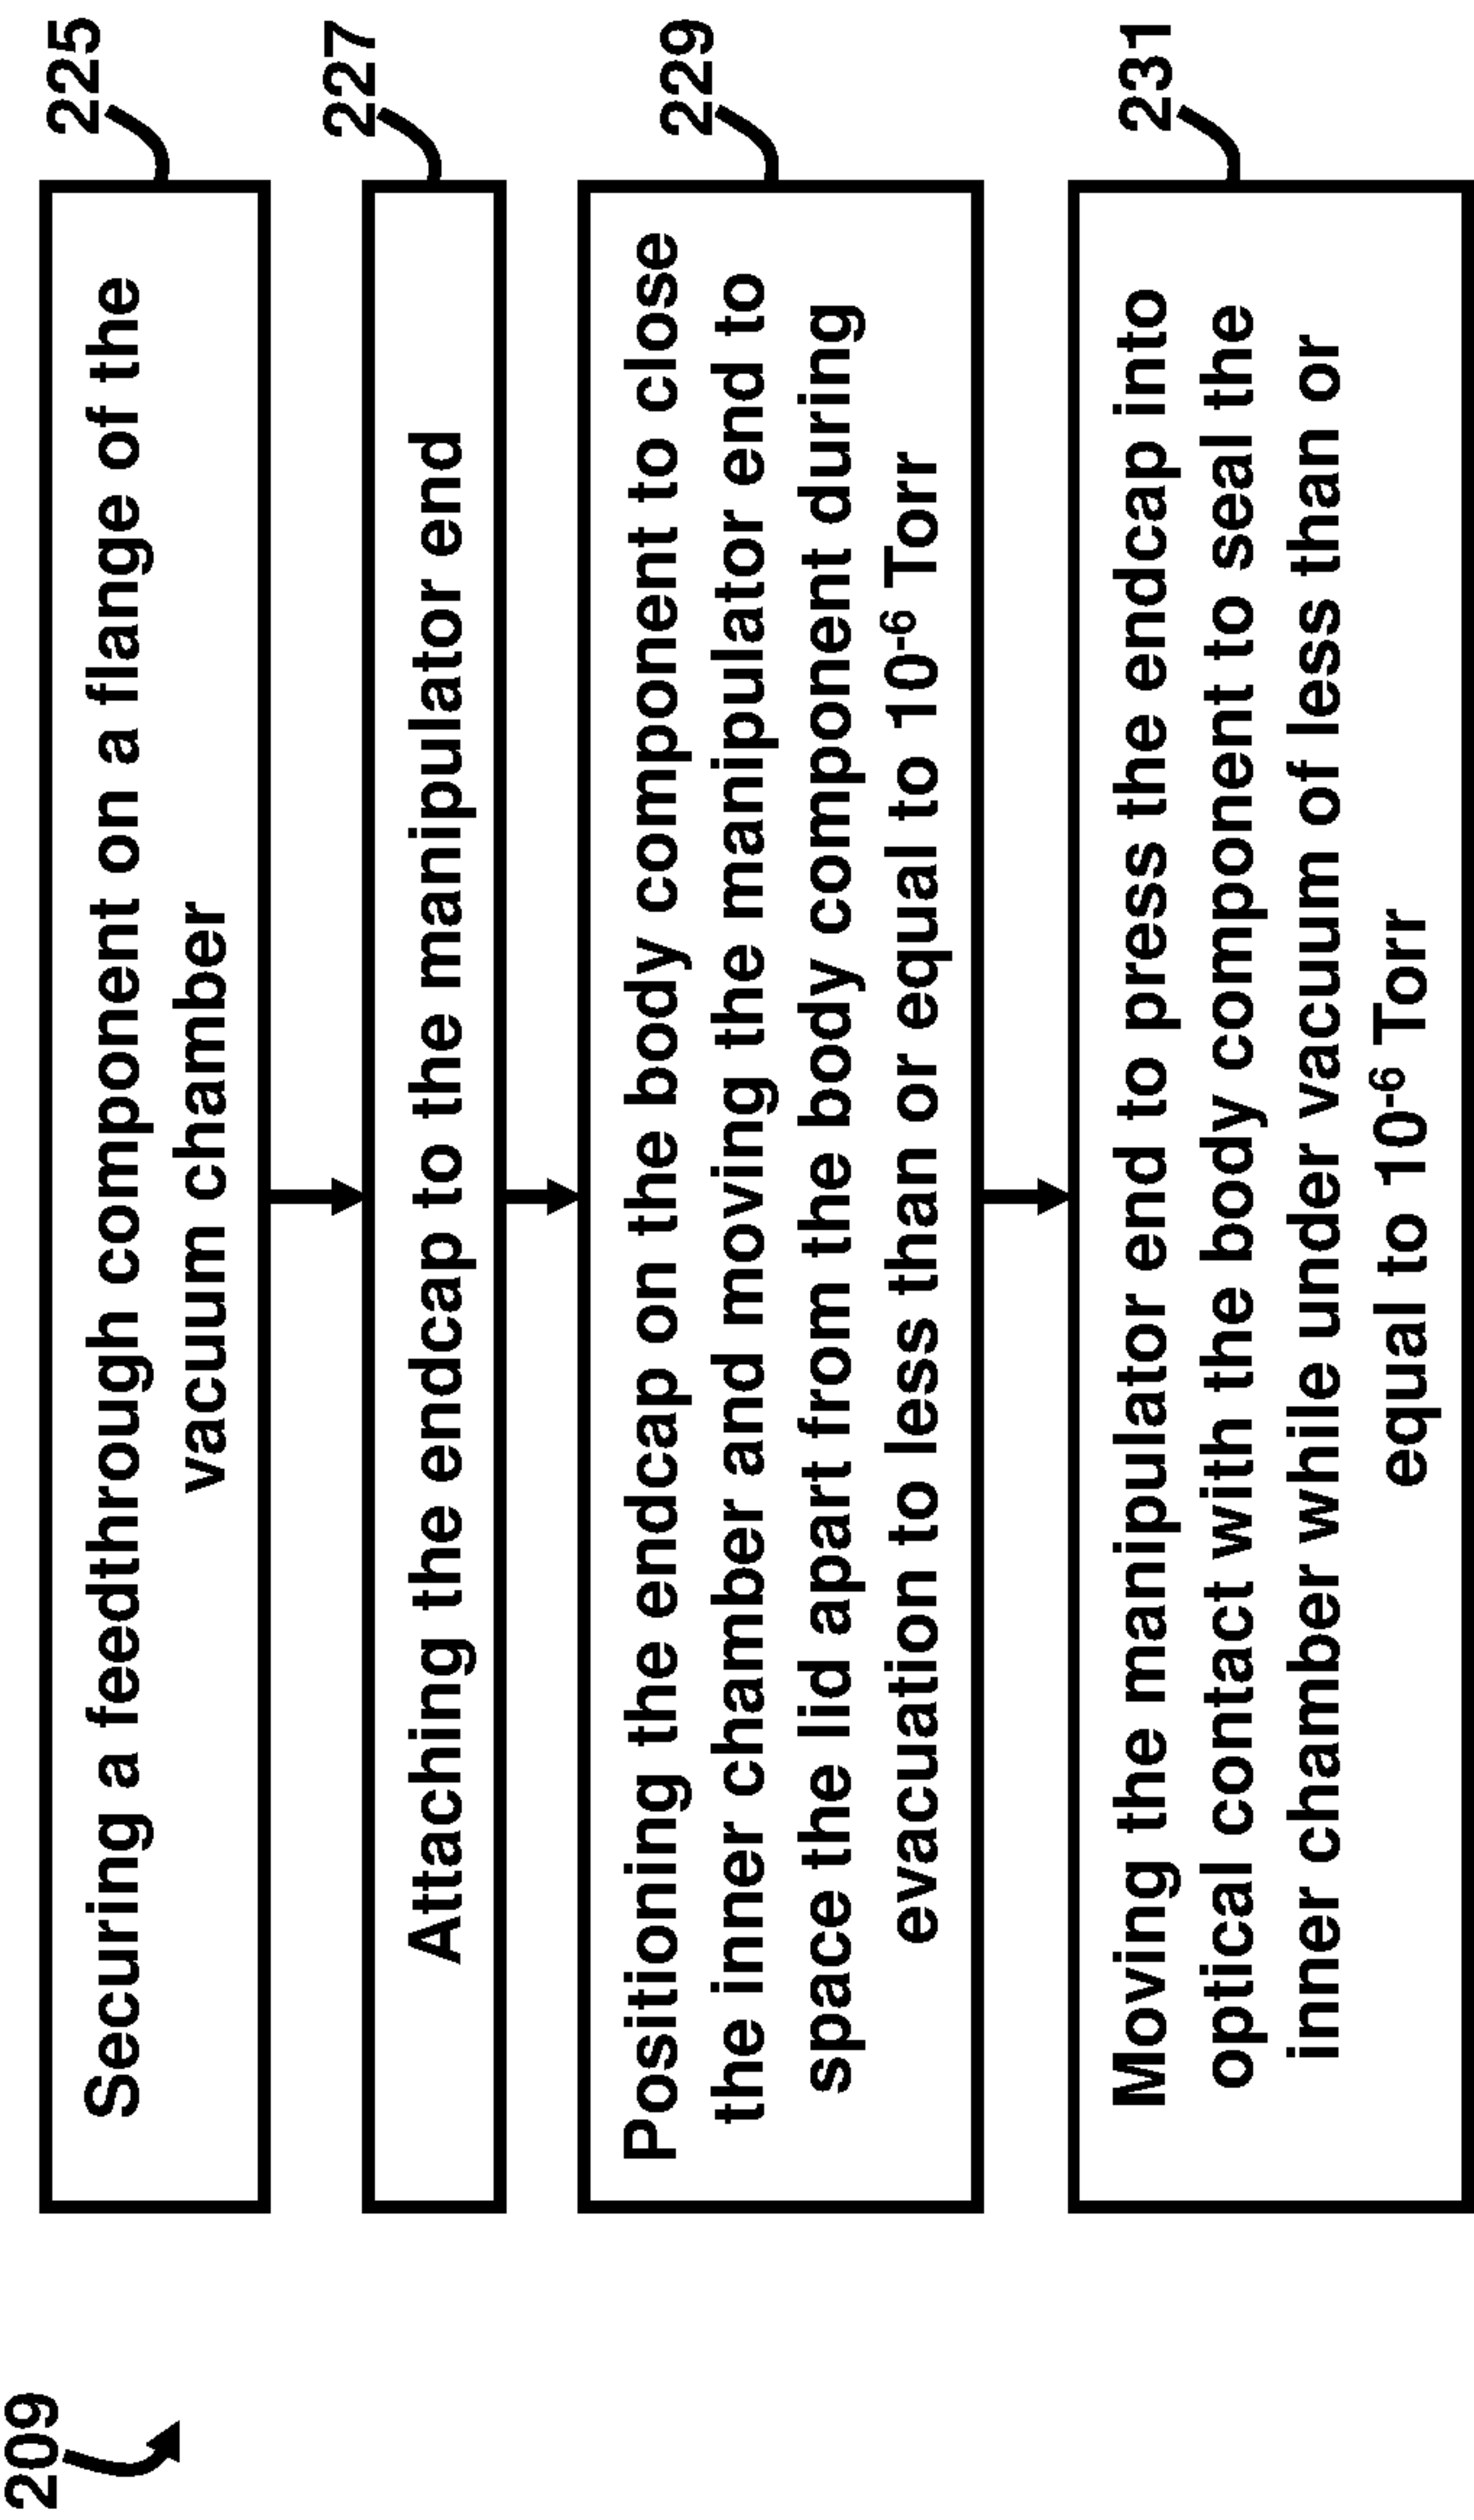 209
225
Securing a feedthrough component on a flange of the
vacuum chamber
227
Attaching the endcap to the manipulator end
229
Positioning the endcap on the body component to close
the inner chamber and moving the manipulator end to
space the lid apart from the body component during
evacuation to less than or equal to 10⁻⁶ Torr
231
Moving the manipulator end to press the endcap into
optical contact with the body component to seal the
inner chamber while under vacuum of less than or
equal to 10⁻⁶ Torr